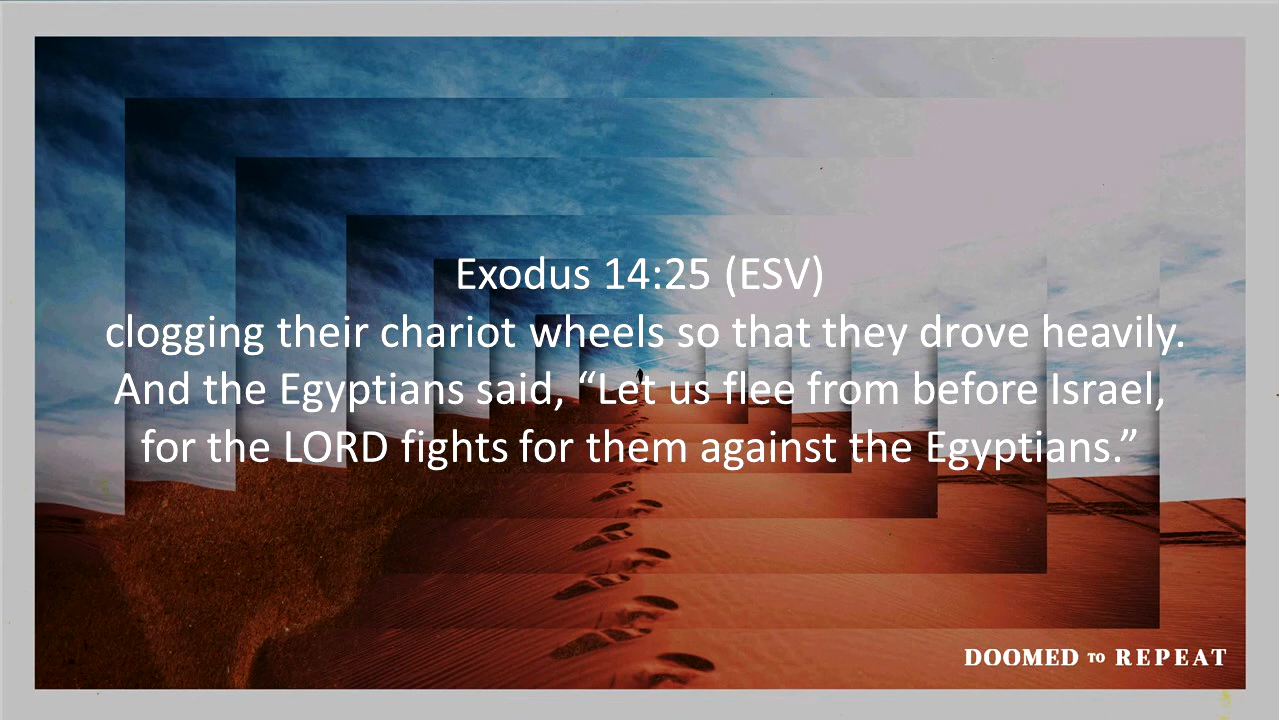 Exodus 14:25 (ESV)
clogging their chariot wheels so that they drove heavily.
And the Egyptians said, “Let us flee from before Israel,
for the LORD fights for them against the Egyptians.”
DOOMED TO REPEAT